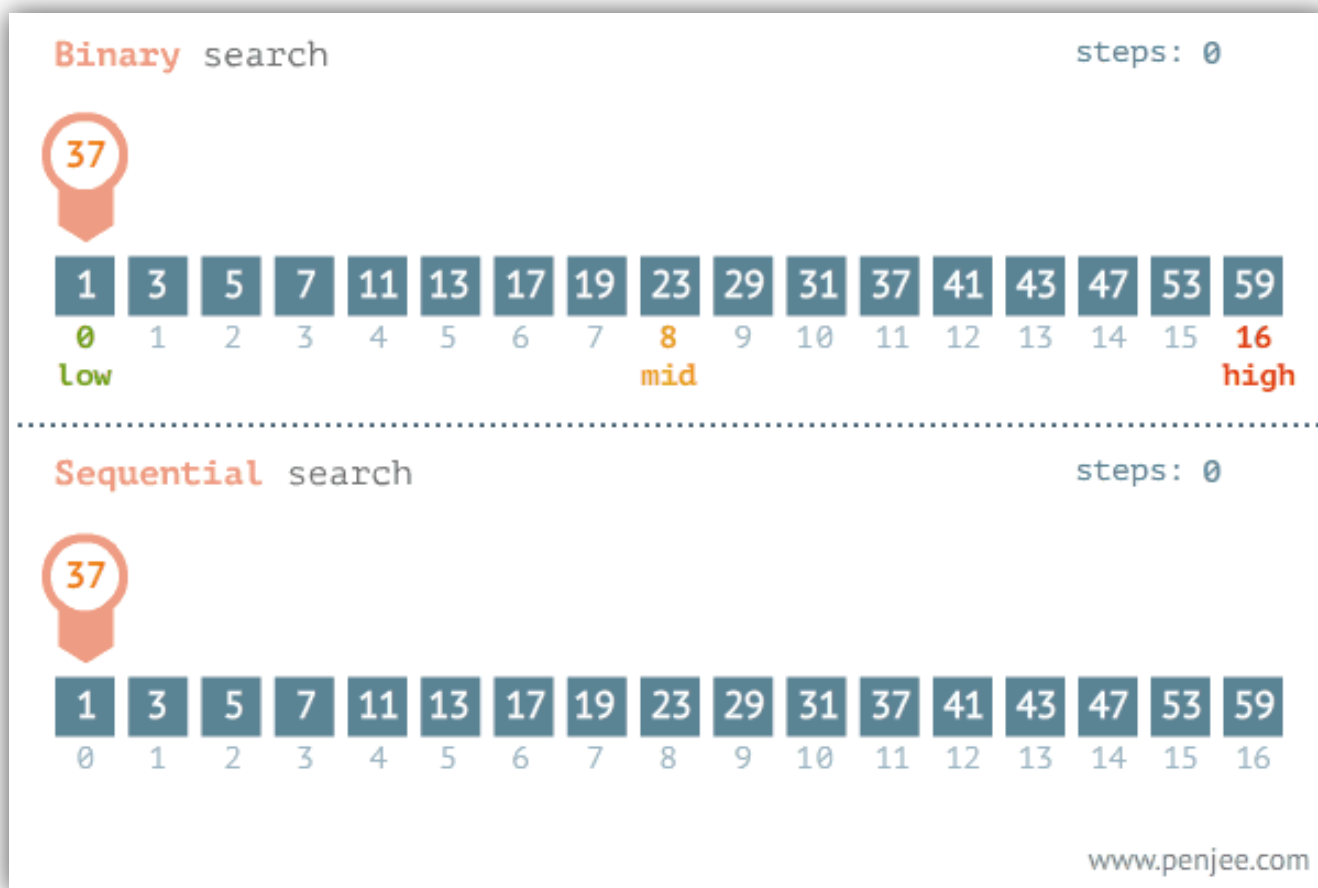 Binary search steps: 0
37
1 3 5 7 11 13 17 19 23 29 31 37 41 43 47 53 59
0 1 2 3 4 5 6 7 8 9 10 11 12 13 14 15 16
low mid high
Sequential search steps: 0
37
1 3 5 7 11 13 17 19 23 29 31 37 41 43 47 53 59
0 1 2 3 4 5 6 7 8 9 10 11 12 13 14 15 16
www.penjee.com